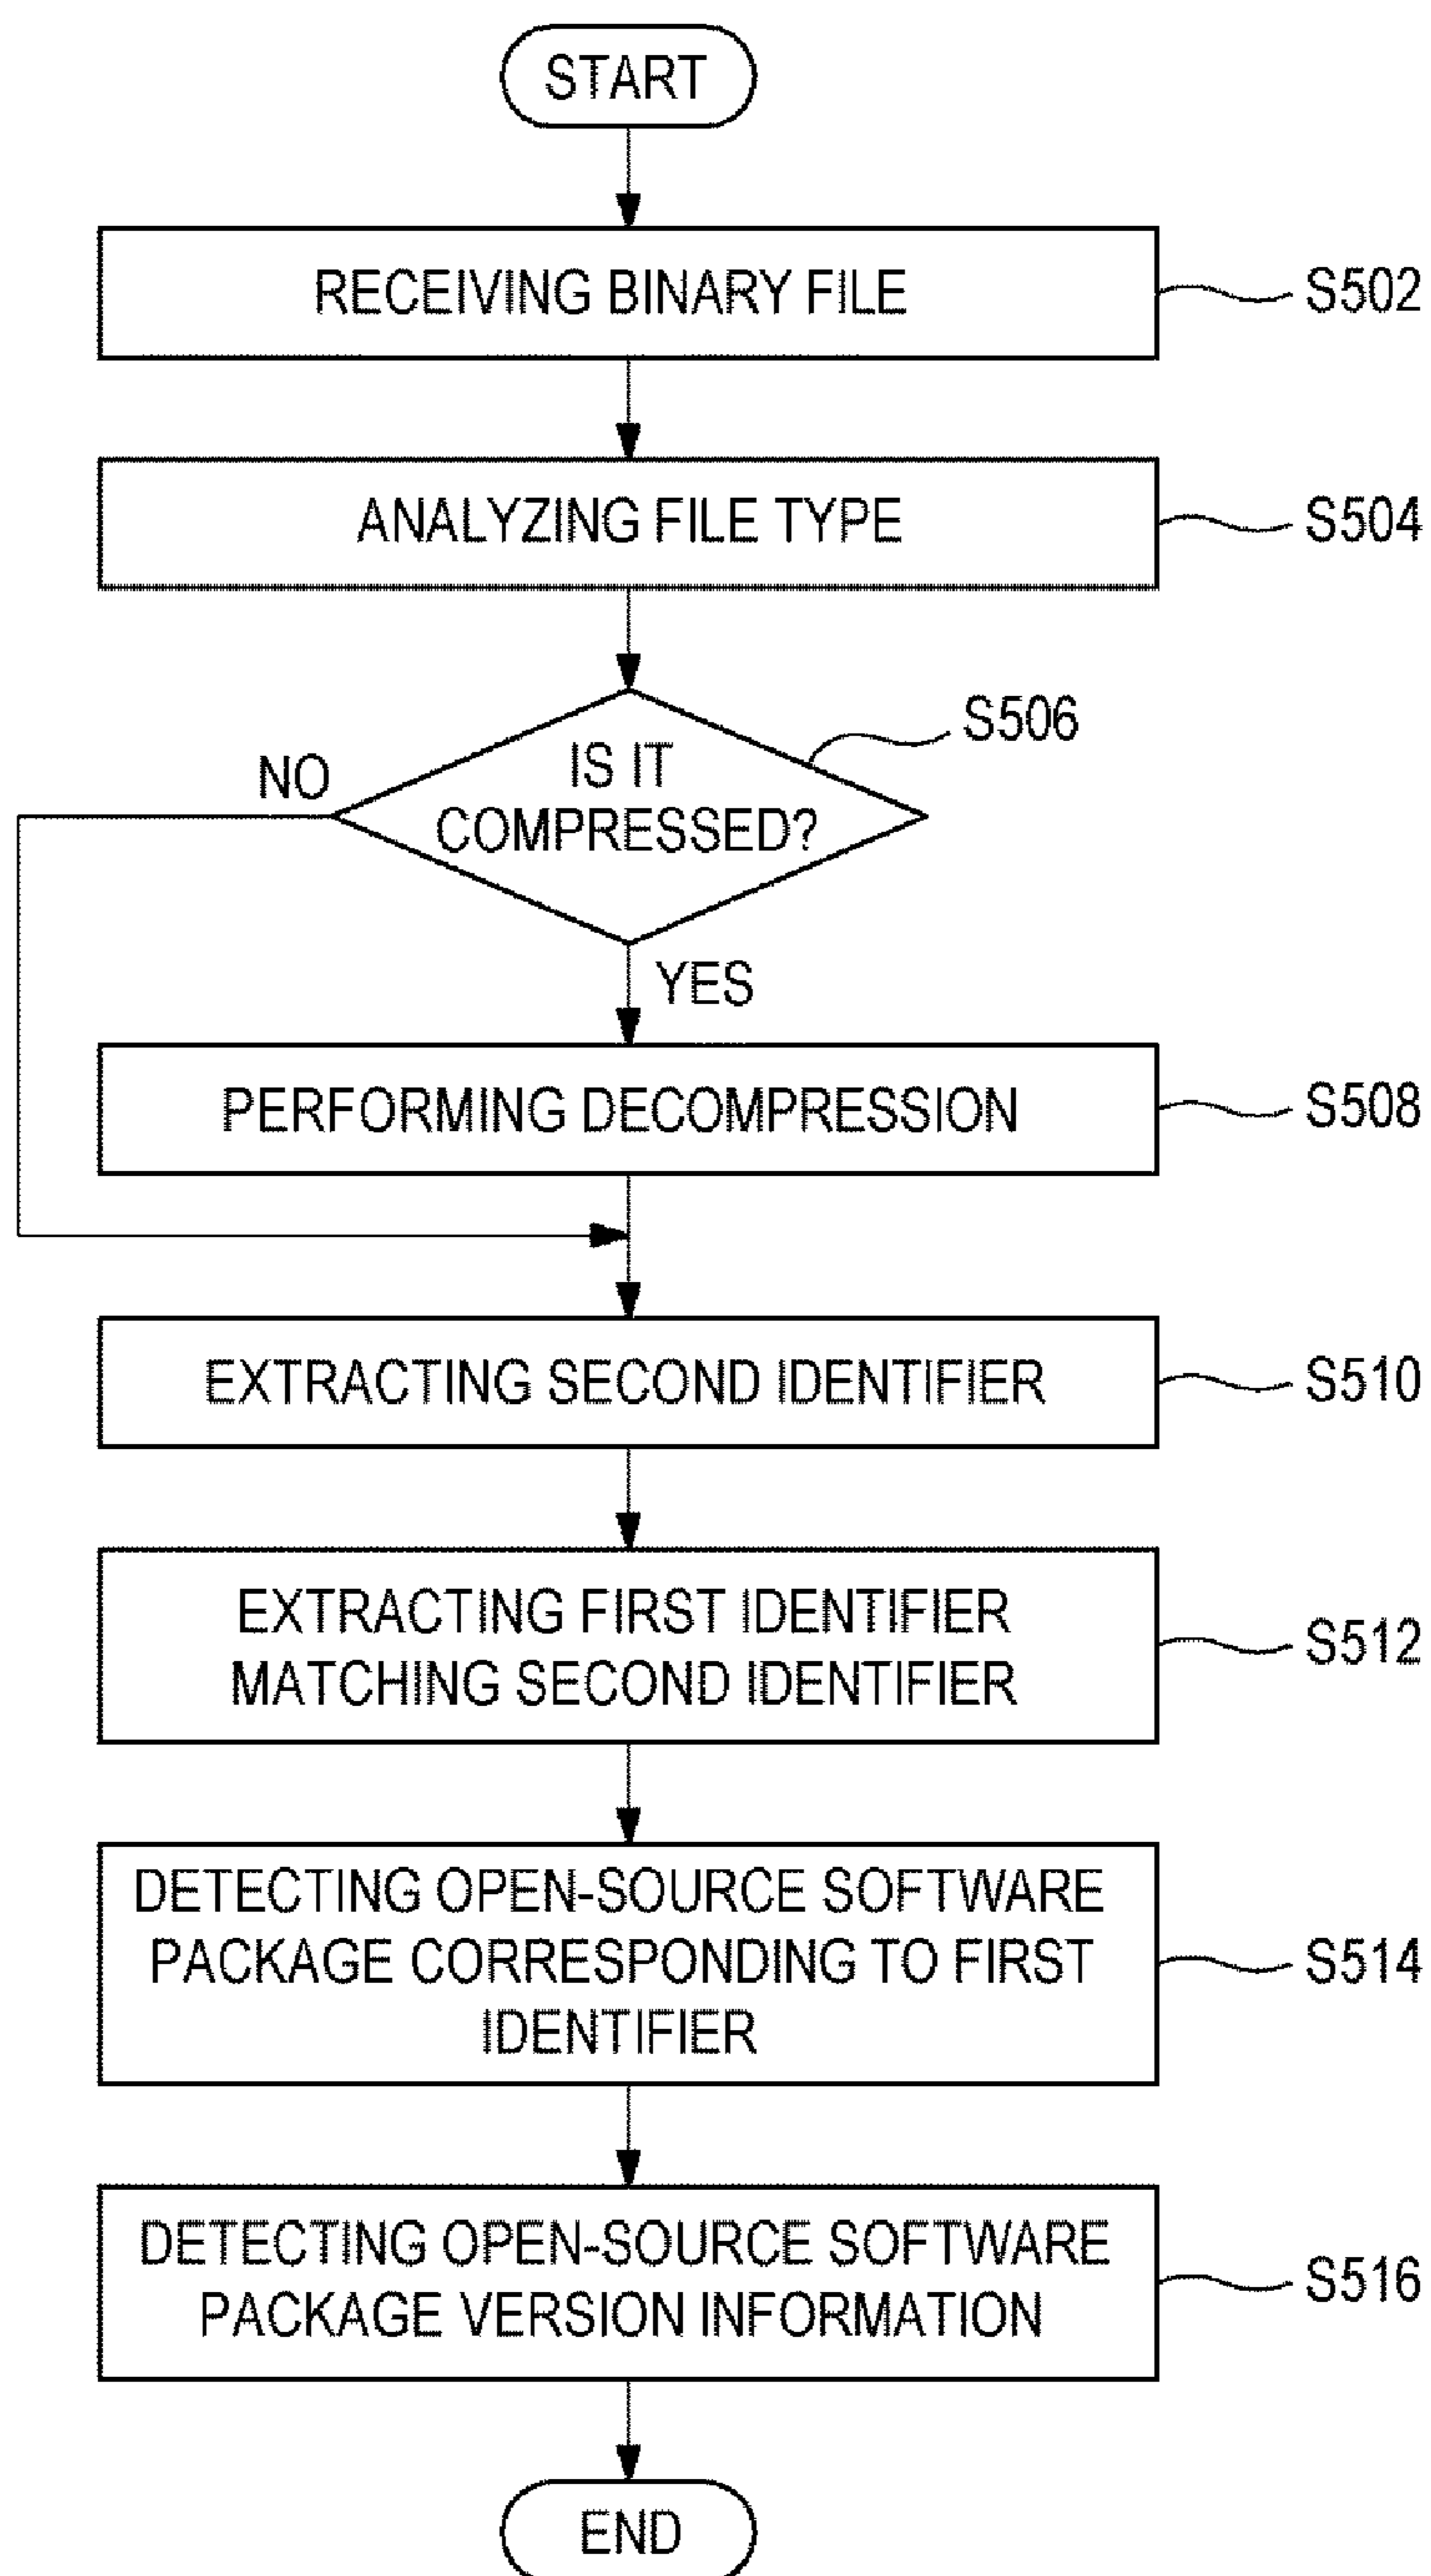 START
RECEIVING BINARY FILE
S502
ANALYZING FILE TYPE
S504
S506
IS IT
COMPRESSED?
NO
YES
PERFORMING DECOMPRESSION
S508
EXTRACTING SECOND IDENTIFIER
S510
EXTRACTING FIRST IDENTIFIER
MATCHING SECOND IDENTIFIER
S512
DETECTING OPEN-SOURCE SOFTWARE
PACKAGE CORRESPONDING TO FIRST
IDENTIFIER
S514
DETECTING OPEN-SOURCE SOFTWARE
PACKAGE VERSION INFORMATION
S516
END